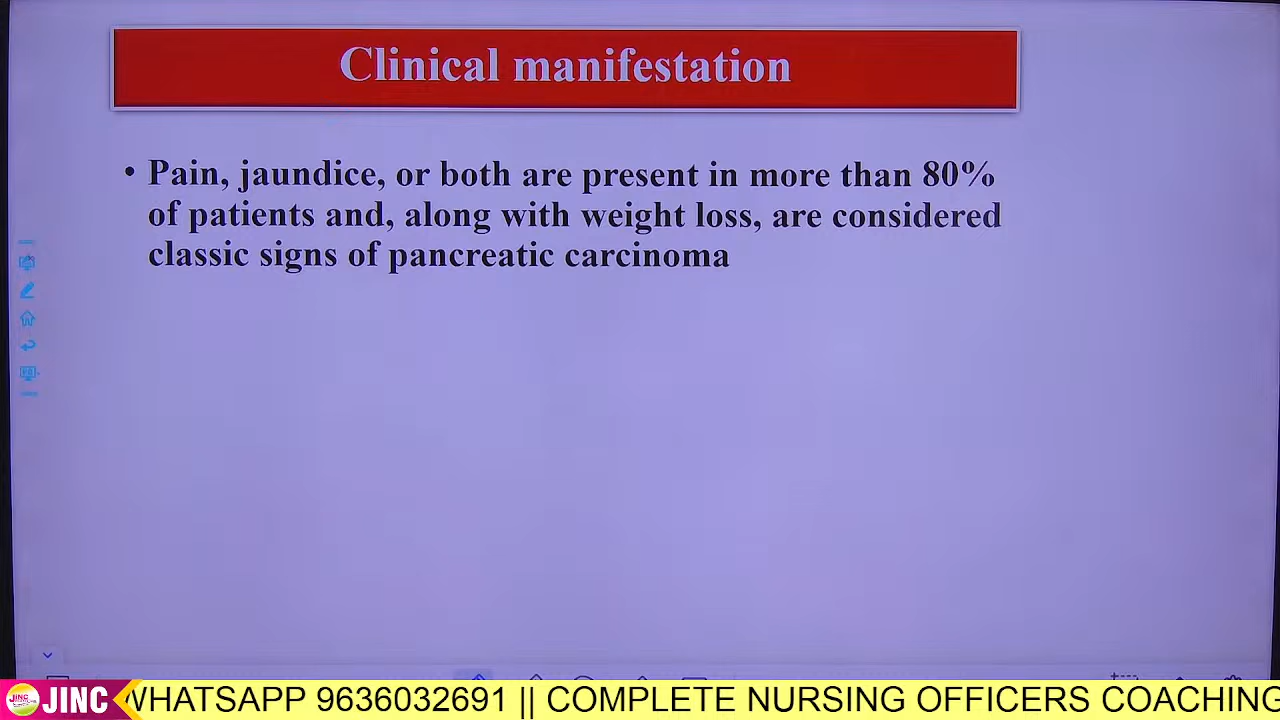 Clinical manifestation
• Pain, jaundice, or both are present in more than 80%
of patients and, along with weight loss, are considered
classic signs of pancreatic carcinoma
JINC WHATSAPP 9636032691 || COMPLETE NURSING OFFICERS COACHING